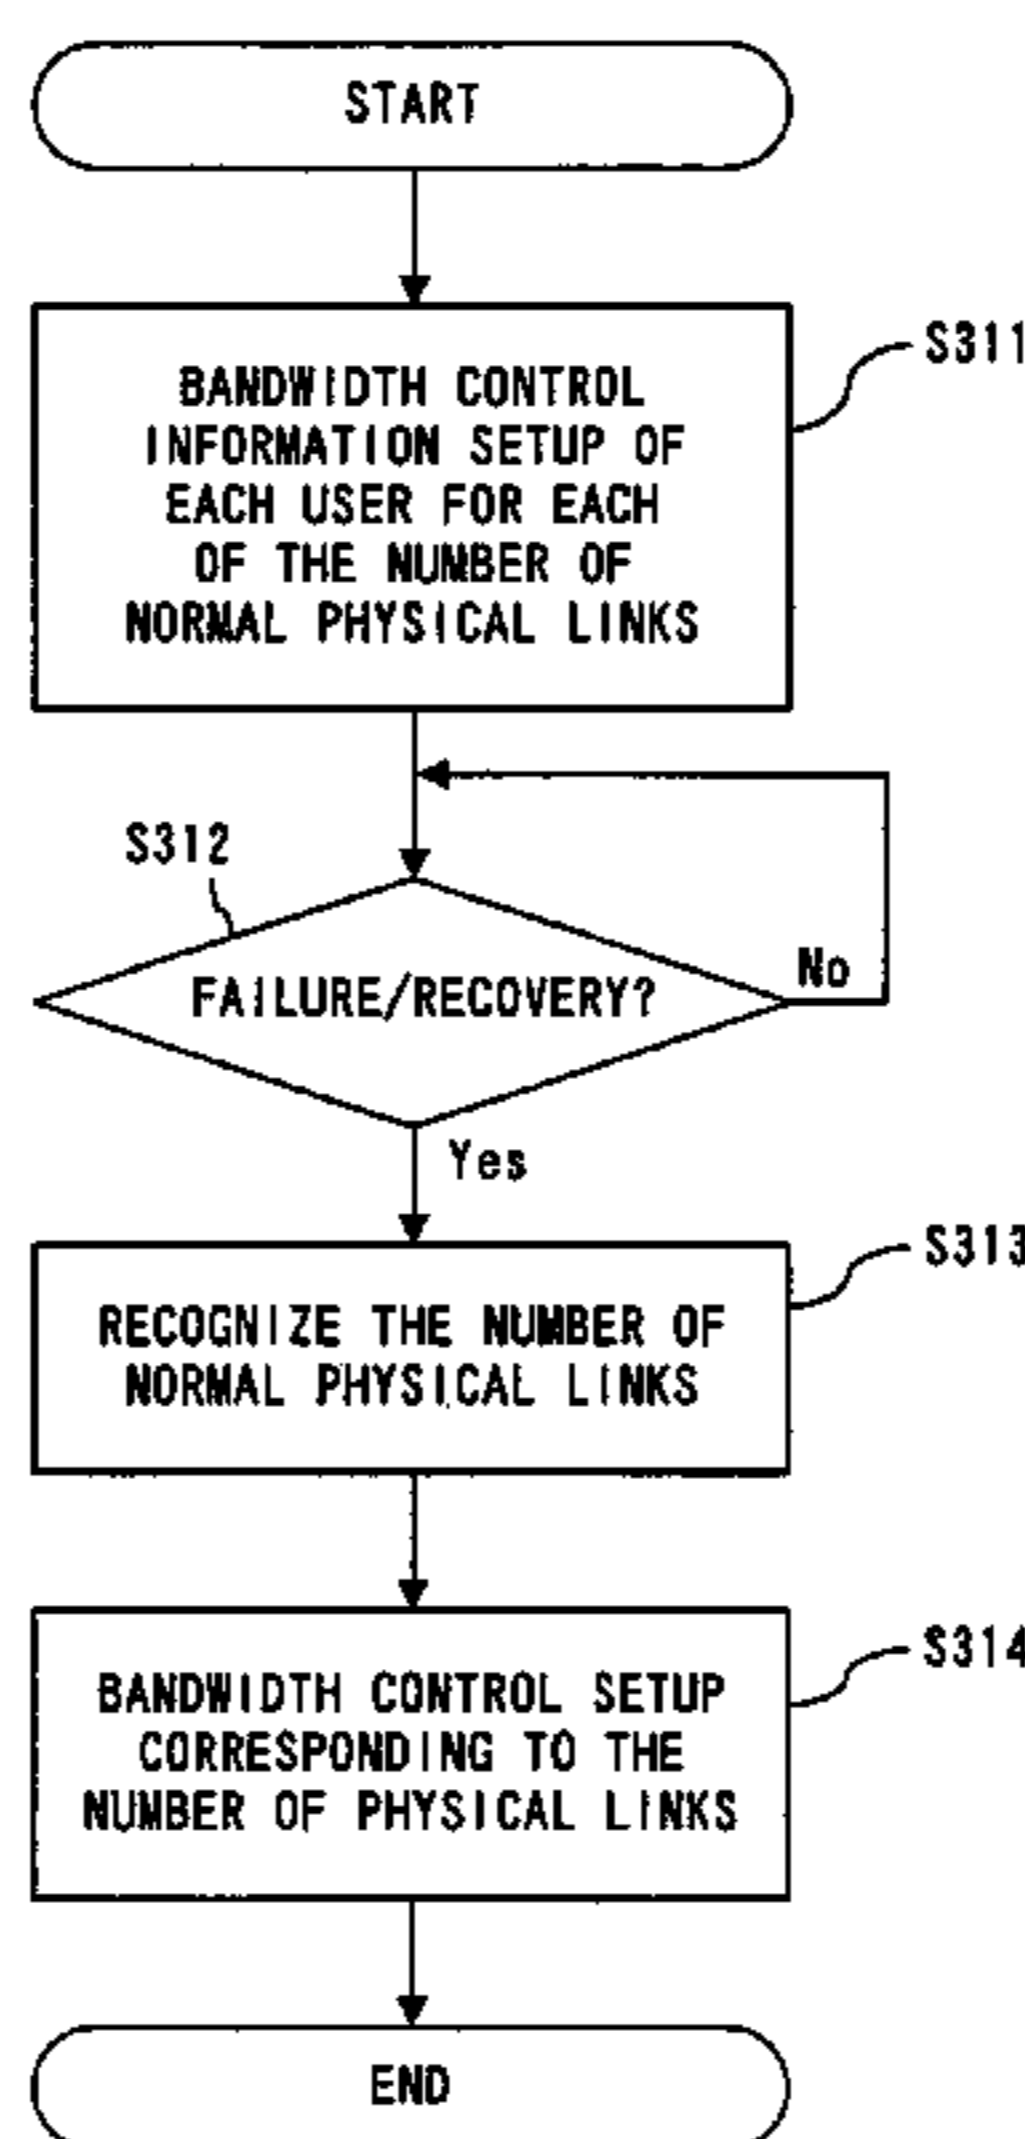 START
BANDWIDTH CONTROL
INFORMATION SETUP OF
EACH USER FOR EACH
OF THE NUMBER OF
NORMAL PHYSICAL LINKS
S311
S312
FAILURE/RECOVERY?
No
Yes
RECOGNIZE THE NUMBER OF
NORMAL PHYSICAL LINKS
S313
BANDWIDTH CONTROL SETUP
CORRESPONDING TO THE
NUMBER OF PHYSICAL LINKS
S314
END